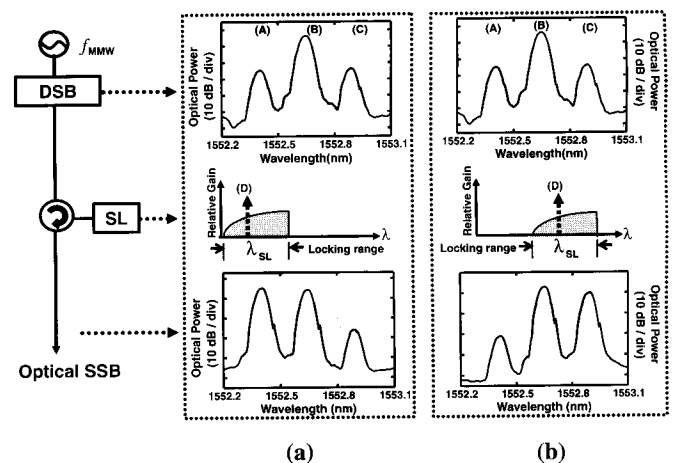 f MMW
DSB
SL
Optical SSB
(A)
(B)
(C)
Optical Power
(10 dB / div)
1552.2
1552.5
1552.8
1553.1
Wavelength(nm)
Relative Gain
(D)
λ
λ SL
Locking range
Optical Power
(10 dB / div)
1552.2
1552.5
1552.8
1553.1
Wavelength (nm)
(a)
(A)
(B)
(C)
Optical Power
(10 dB / div)
1552.2
1552.5
1552.8
1553.1
Wavelength(nm)
Relative Gain
(D)
λ
Locking range
λ SL
Optical Power
(10 dB / div)
1552.2
1552.5
1552.8
1553.1
Wavelength (nm)
(b)